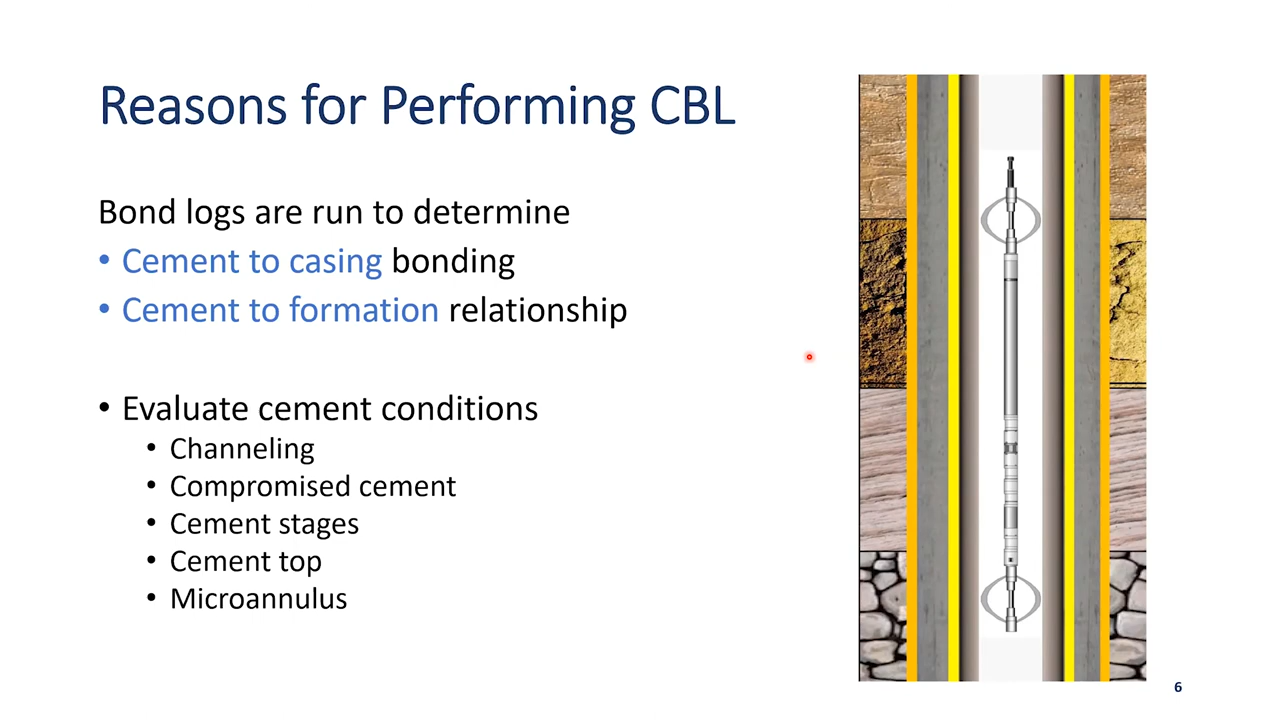 Reasons for Performing CBL
Bond logs are run to determine
• Cement to casing bonding
• Cement to formation relationship
• Evaluate cement conditions
• Channeling
• Compromised cement
• Cement stages
• Cement top
• Microannulus
6